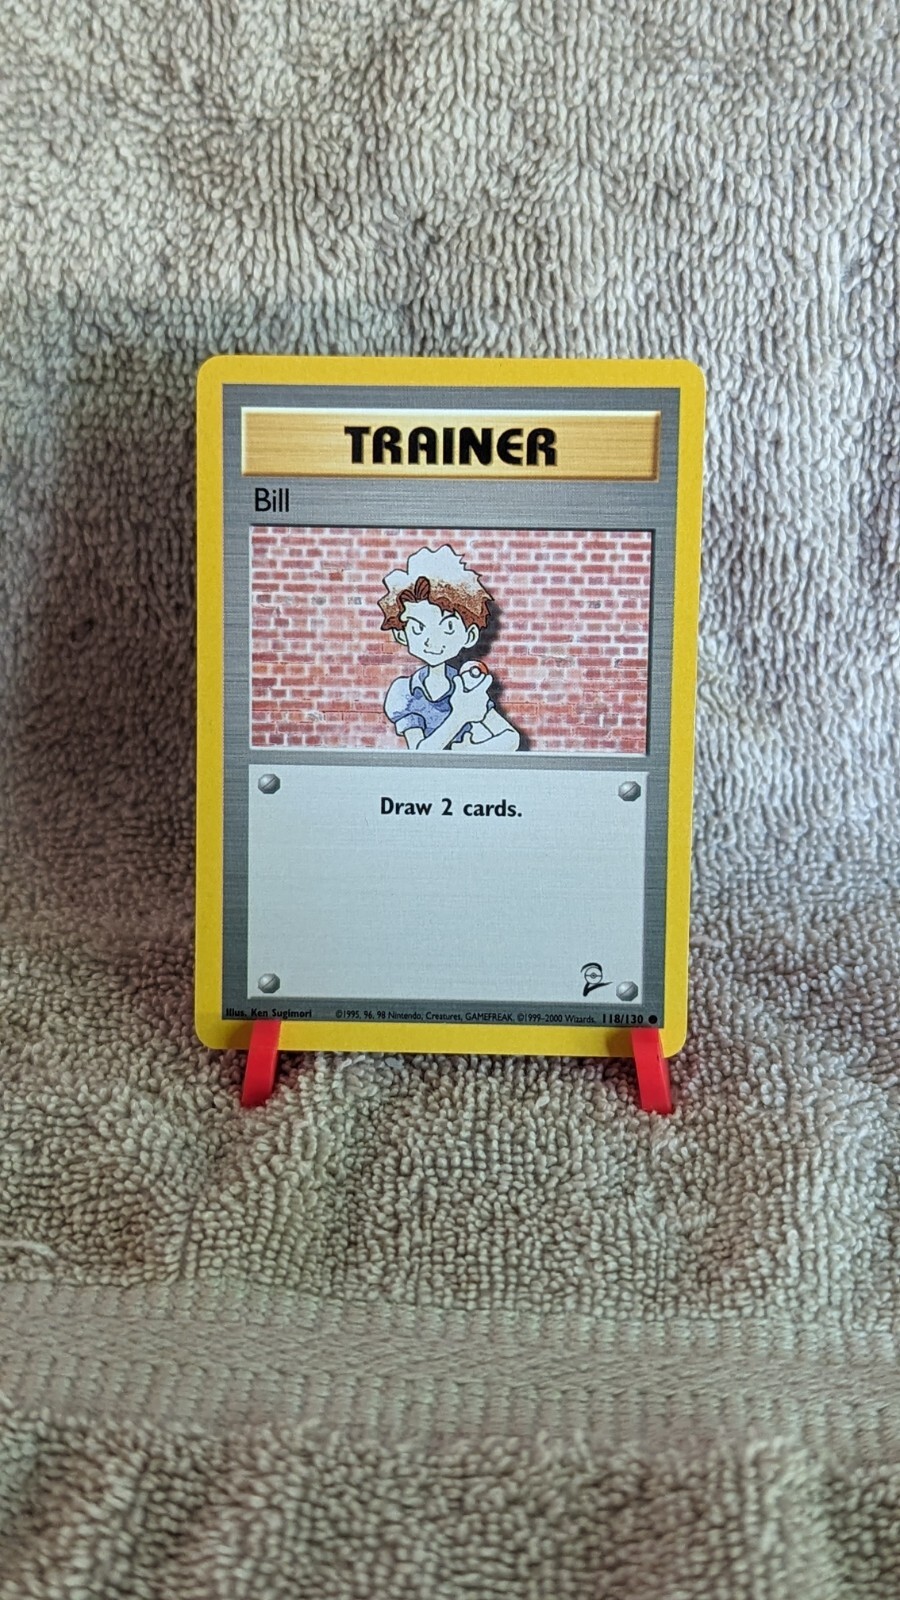 TRAINER
Bill
Draw 2 cards.
Illus. Ken Sugimori ©1995, 96, 98 Nintendo, Creatures, GAMEFREAK. ©1999-2000 Wizards. 118/130 ●